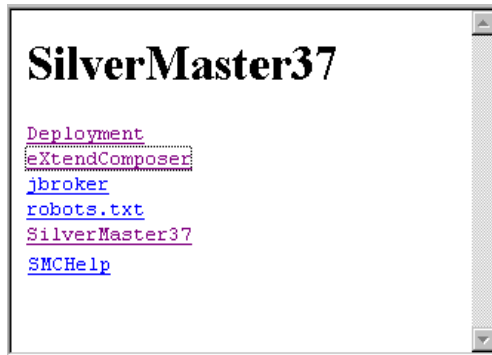 SilverMaster37
Deployment
eXtendComposer
jbroker
robots.txt
SilverMaster37
SMCHelp